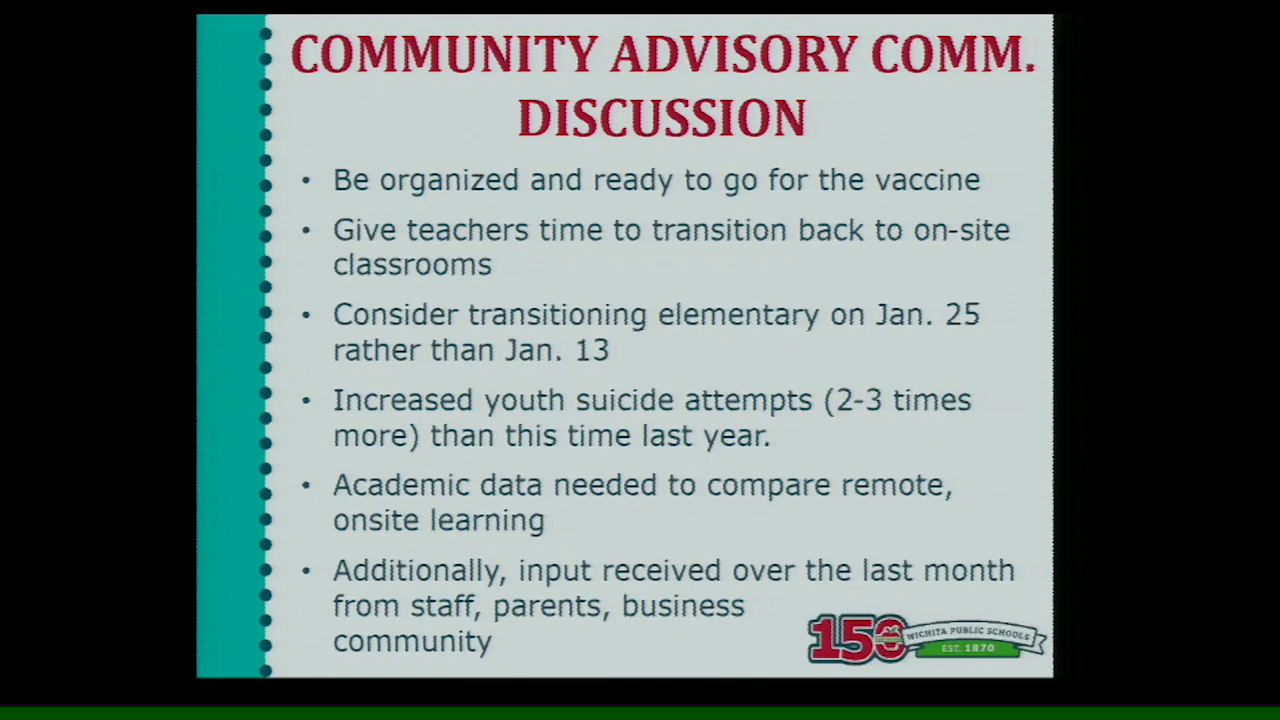 COMMUNITY ADVISORY COMM.
DISCUSSION
• Be organized and ready to go for the vaccine
• Give teachers time to transition back to on-site
classrooms
• Consider transitioning elementary on Jan. 25
rather than Jan. 13
• Increased youth suicide attempts (2-3 times
more) than this time last year.
• Academic data needed to compare remote,
onsite learning
• Additionally, input received over the last month
from staff, parents, business
community
150 WICHITA PUBLIC SCHOOLS
EST. 1870